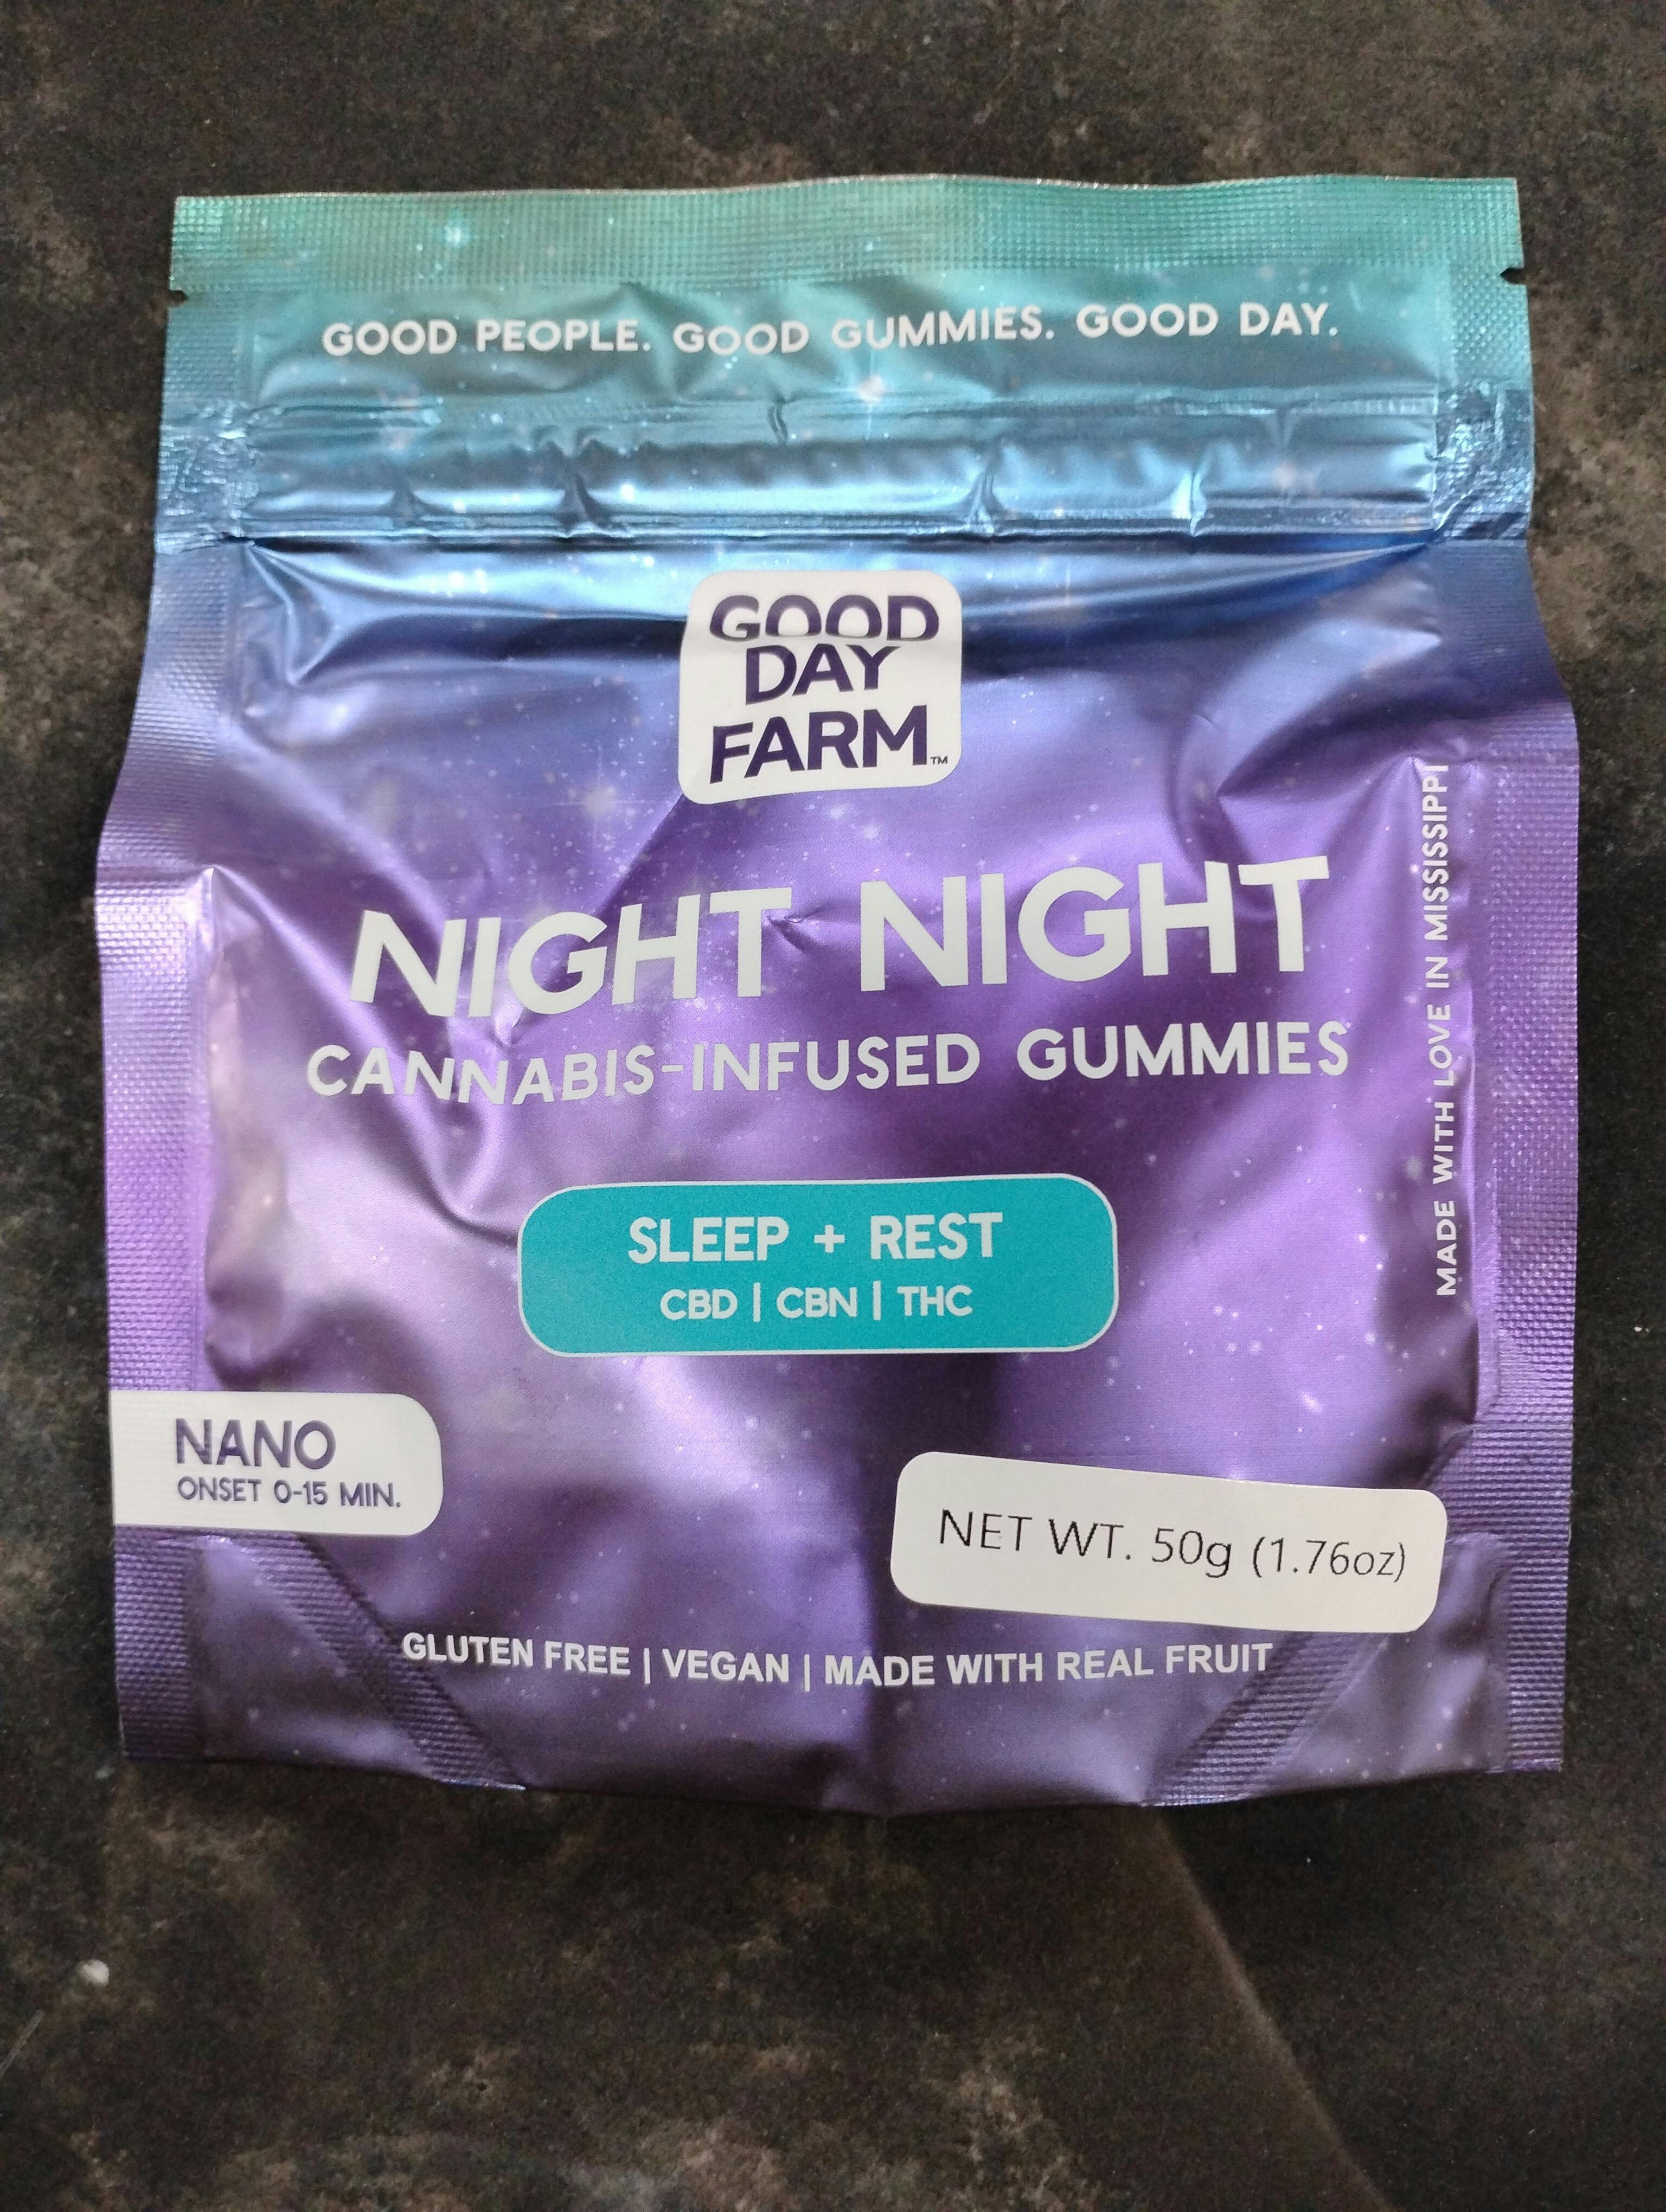 GOOD PEOPLE. GOOD GUMMIES. GOOD DAY.
GOOD
DAY
FARM™
NIGHT NIGHT
CANNABIS-INFUSED GUMMIES
MADE WITH LOVE IN MISSISSIPPI
SLEEP + REST
CBD | CBN | THC
NANO
ONSET 0-15 MIN.
NET WT. 50g (1.76oz)
GLUTEN FREE | VEGAN | MADE WITH REAL FRUIT